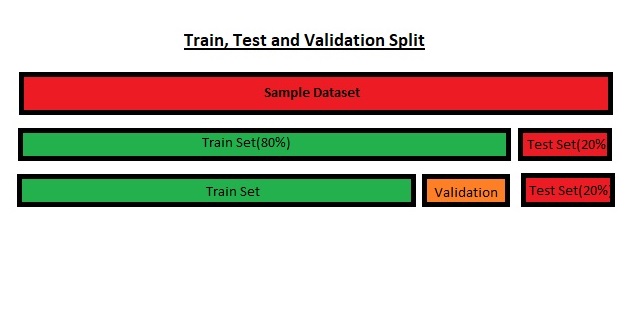 Train, Test and Validation Split
Sample Dataset
Train Set(80%)
Test Set(20%
Train Set
Validation
Test Set(20%